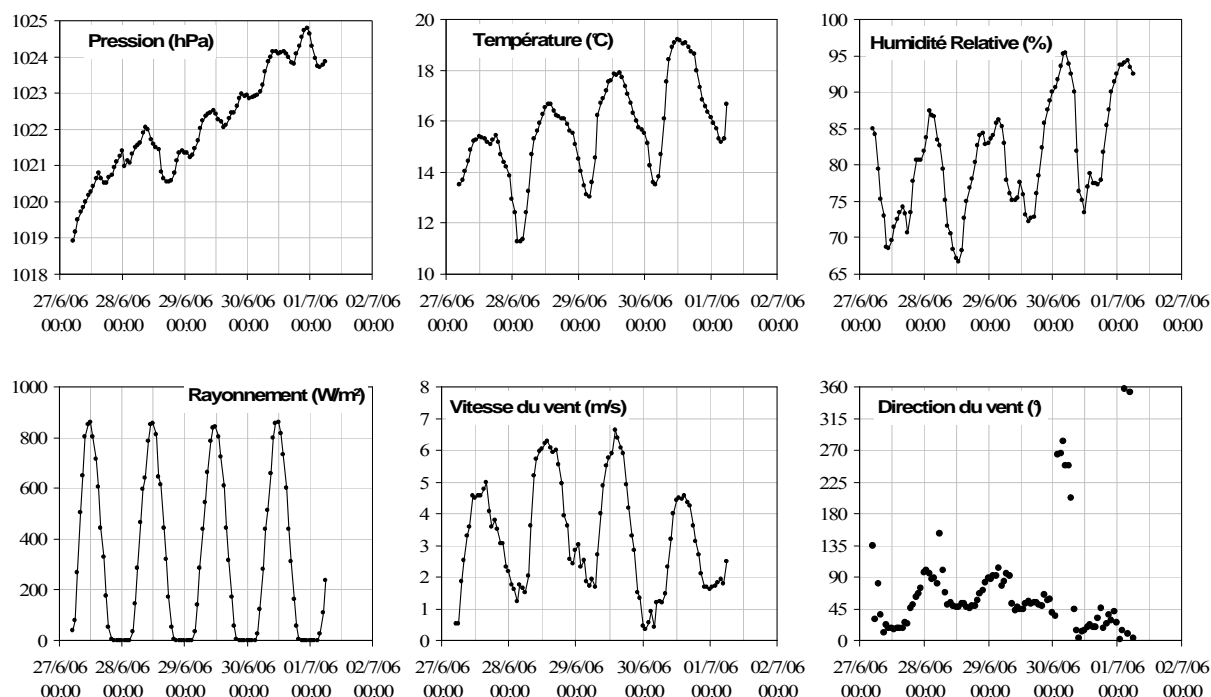 Pression (hPa)
1025
1024
1023
1022
1021
1020
1019
1018
27/6/06 28/6/06 29/6/06 30/6/06 01/7/06 02/7/06
00:00 00:00 00:00 00:00 00:00 00:00
Température (°C)
20
18
16
14
12
10
27/6/06 28/6/06 29/6/06 30/6/06 01/7/06 02/7/06
00:00 00:00 00:00 00:00 00:00 00:00
Humidité Relative (%)
100
95
90
85
80
75
70
65
27/6/06 28/6/06 29/6/06 30/6/06 01/7/06 02/7/06
00:00 00:00 00:00 00:00 00:00 00:00
Rayonnement (W/m²)
1000
800
600
400
200
0
27/6/06 28/6/06 29/6/06 30/6/06 01/7/06 02/7/06
00:00 00:00 00:00 00:00 00:00 00:00
Vitesse du vent (m/s)
8
7
6
5
4
3
2
1
0
27/6/06 28/6/06 29/6/06 30/6/06 01/7/06 02/7/06
00:00 00:00 00:00 00:00 00:00 00:00
Direction du vent (°)
360
315
270
225
180
135
90
45
0
27/6/06 28/6/06 29/6/06 30/6/06 01/7/06 02/7/06
00:00 00:00 00:00 00:00 00:00 00:00